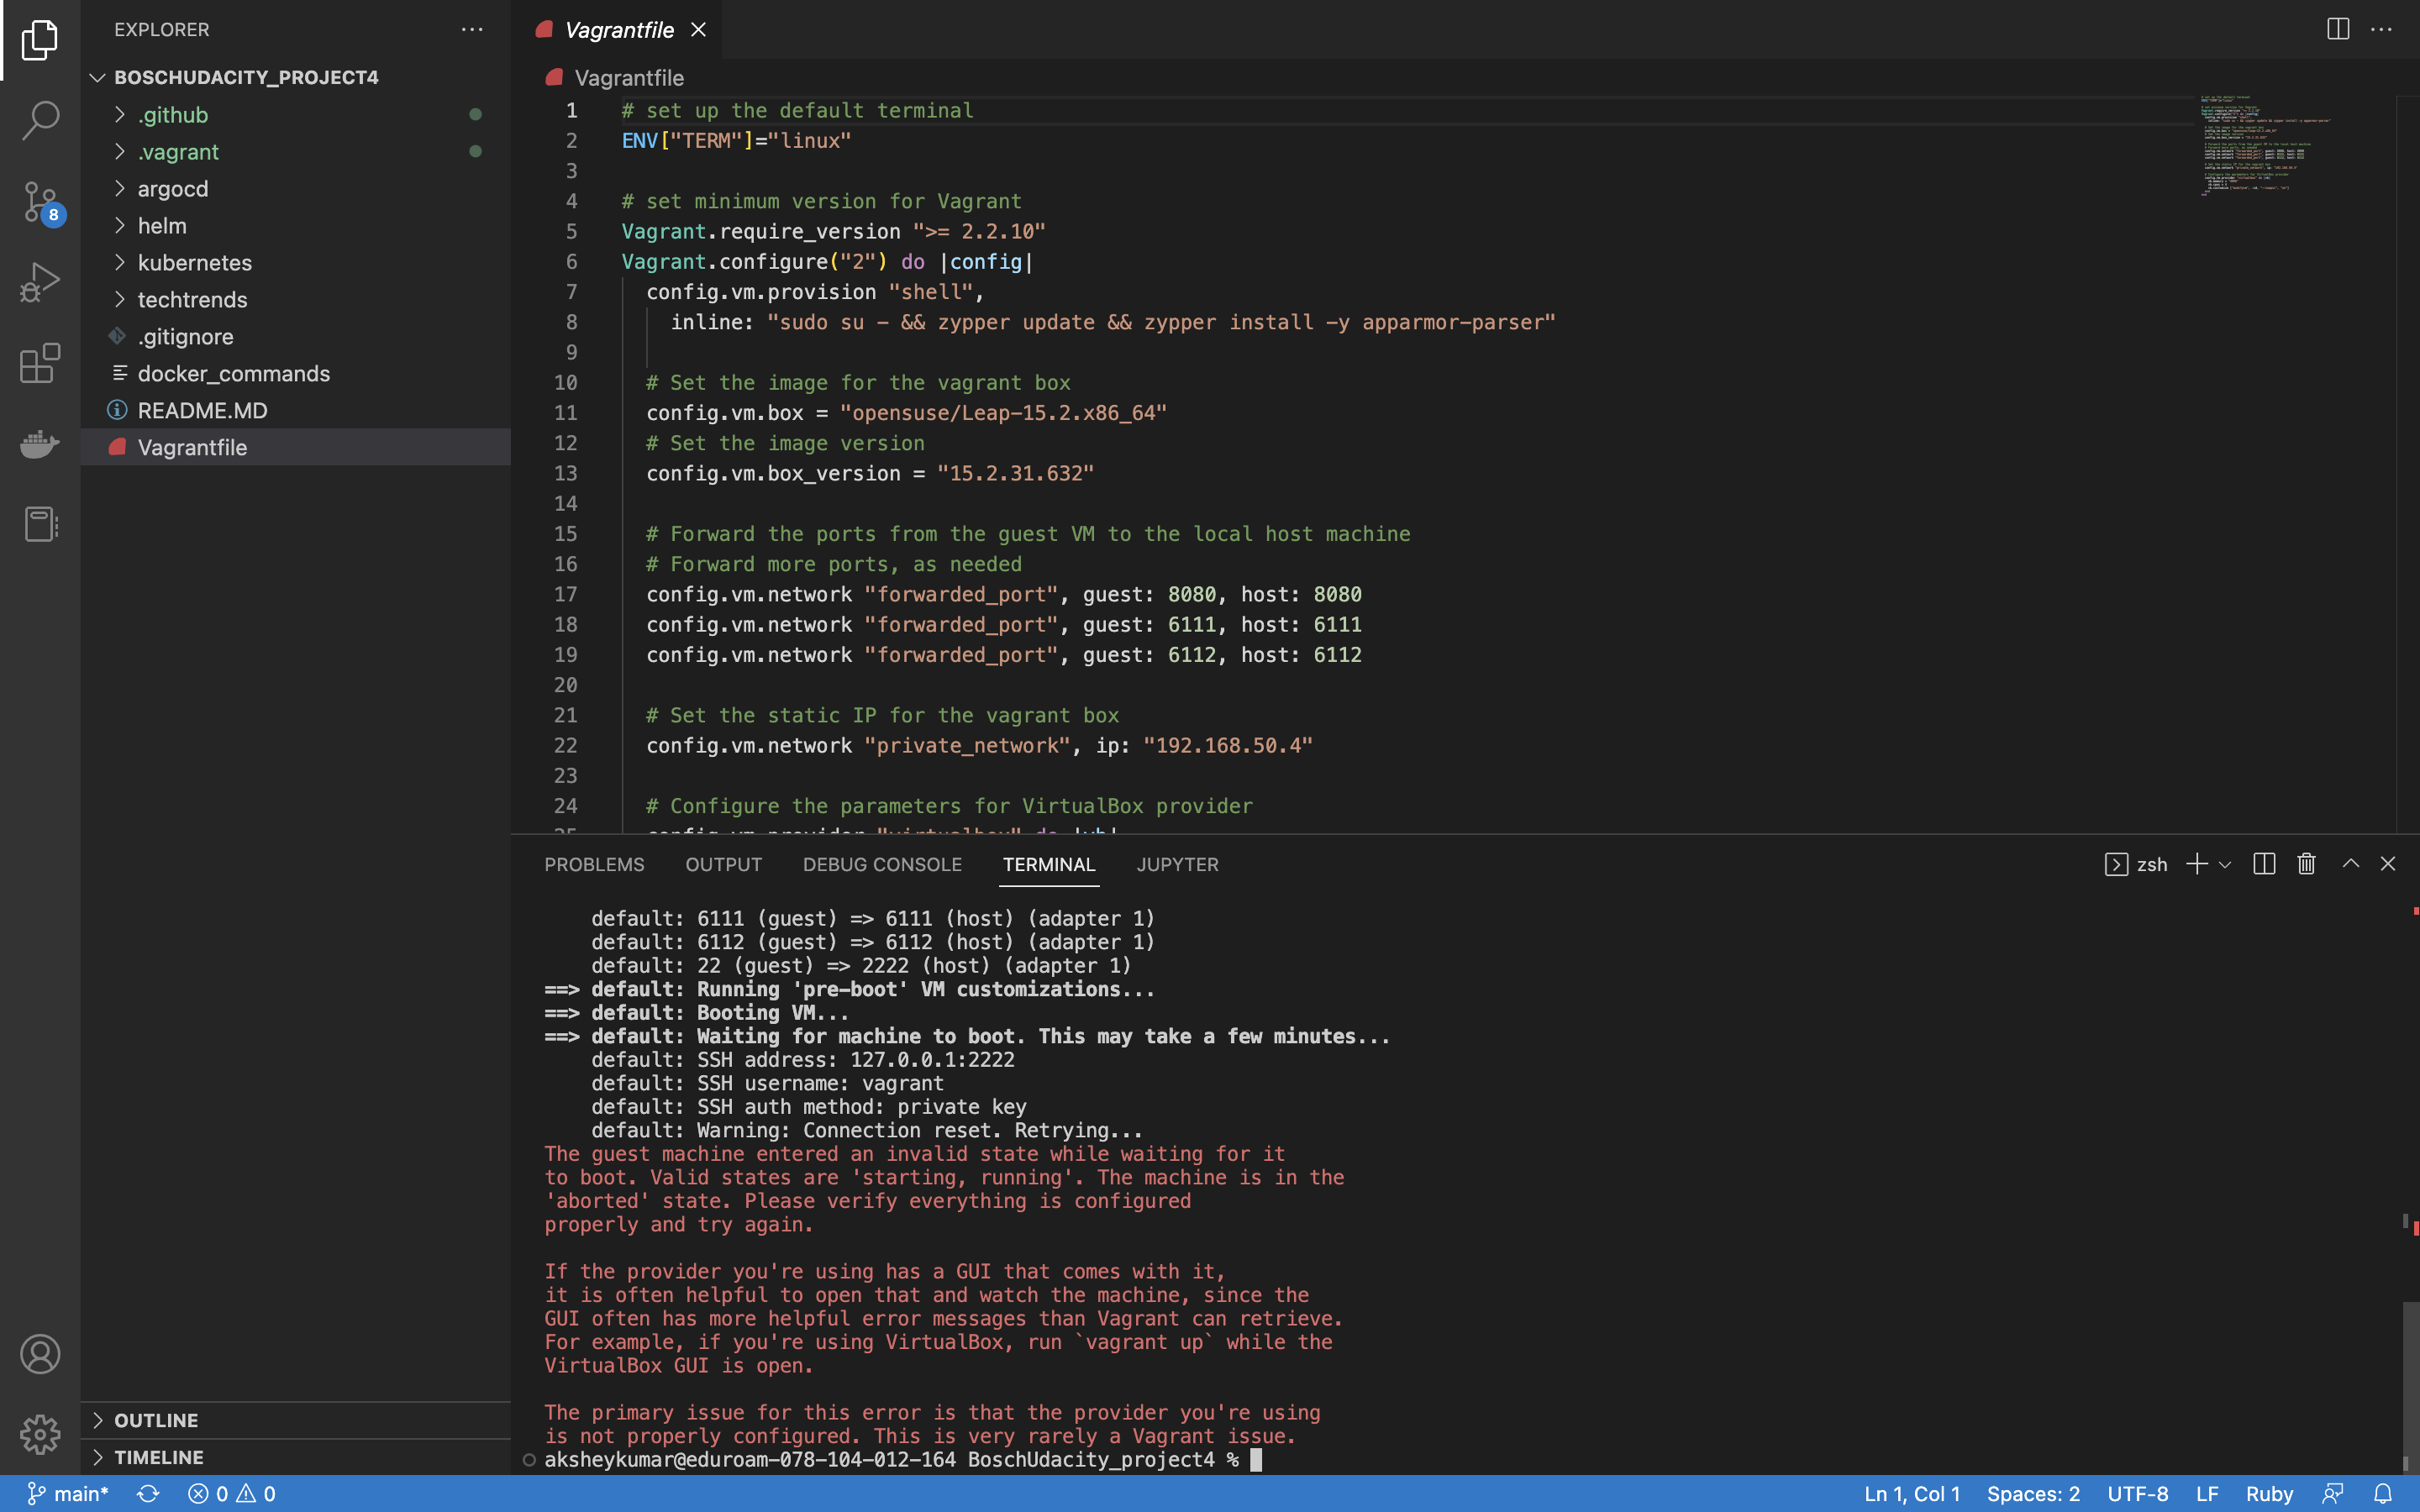 EXPLORER
BOSCHUDACITY_PROJECT4
.github
.vagrant
argocd
helm
kubernetes
techtrends
.gitignore
docker_commands
README.MD
Vagrantfile
OUTLINE
TIMELINE
8
Vagrantfile
Vagrantfile
1 # set up the default terminal
2 ENV["TERM"]="linux"
3
4 # set minimum version for Vagrant
5 Vagrant.require_version ">= 2.2.10"
6 Vagrant.configure("2") do |config|
7 config.vm.provision "shell",
8 inline: "sudo su - && zypper update && zypper install -y apparmor-parser"
9
10 # Set the image for the vagrant box
11 config.vm.box = "opensuse/Leap-15.2.x86_64"
12 # Set the image version
13 config.vm.box_version = "15.2.31.632"
14
15 # Forward the ports from the guest VM to the local host machine
16 # Forward more ports, as needed
17 config.vm.network "forwarded_port", guest: 8080, host: 8080
18 config.vm.network "forwarded_port", guest: 6111, host: 6111
19 config.vm.network "forwarded_port", guest: 6112, host: 6112
20
21 # Set the static IP for the vagrant box
22 config.vm.network "private_network", ip: "192.168.50.4"
23
24 # Configure the parameters for VirtualBox provider
25 config.vm.provider "virtualbox" do |vb|
PROBLEMS OUTPUT DEBUG CONSOLE TERMINAL JUPYTER zsh
default: 6111 (guest) => 6111 (host) (adapter 1)
default: 6112 (guest) => 6112 (host) (adapter 1)
default: 22 (guest) => 2222 (host) (adapter 1)
==> default: Running 'pre-boot' VM customizations...
==> default: Booting VM...
==> default: Waiting for machine to boot. This may take a few minutes...
default: SSH address: 127.0.0.1:2222
default: SSH username: vagrant
default: SSH auth method: private key
default: Warning: Connection reset. Retrying...
The guest machine entered an invalid state while waiting for it
to boot. Valid states are 'starting, running'. The machine is in the
'aborted' state. Please verify everything is configured
properly and try again.
If the provider you're using has a GUI that comes with it,
it is often helpful to open that and watch the machine, since the
GUI often has more helpful error messages than Vagrant can retrieve.
For example, if you're using VirtualBox, run `vagrant up` while the
VirtualBox GUI is open.
The primary issue for this error is that the provider you're using
is not properly configured. This is very rarely a Vagrant issue.
aksheykumar@eduroam-078-104-012-164 BoschUdacity_project4 %
main* 0 0 Ln 1, Col 1 Spaces: 2 UTF-8 LF Ruby